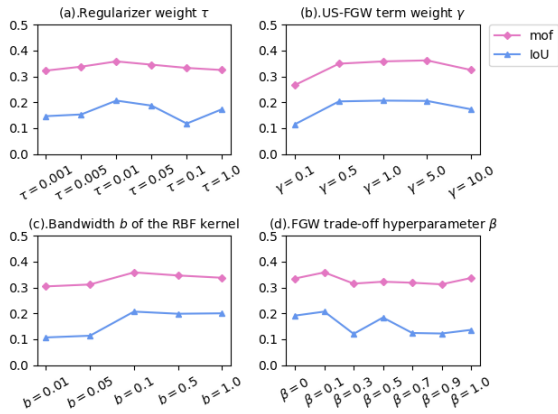 (a).Regularizer weight τ
0.5
0.4
0.3
0.2
0.1
0.0
τ = 0.001
τ = 0.005
τ = 0.01
τ = 0.05
τ = 0.1
τ = 1.0
(b).US-FGW term weight γ
0.5
0.4
0.3
0.2
0.1
0.0
γ = 0.1
γ = 0.5
γ = 1.0
γ = 5.0
γ = 10.0
mof
IoU
(c).Bandwidth b of the RBF kernel
0.5
0.4
0.3
0.2
0.1
0.0
b = 0.01
b = 0.05
b = 0.1
b = 0.5
b = 1.0
(d).FGW trade-off hyperparameter β
0.5
0.4
0.3
0.2
0.1
0.0
β = 0
β = 0.1
β = 0.3
β = 0.5
β = 0.7
β = 0.9
β = 1.0